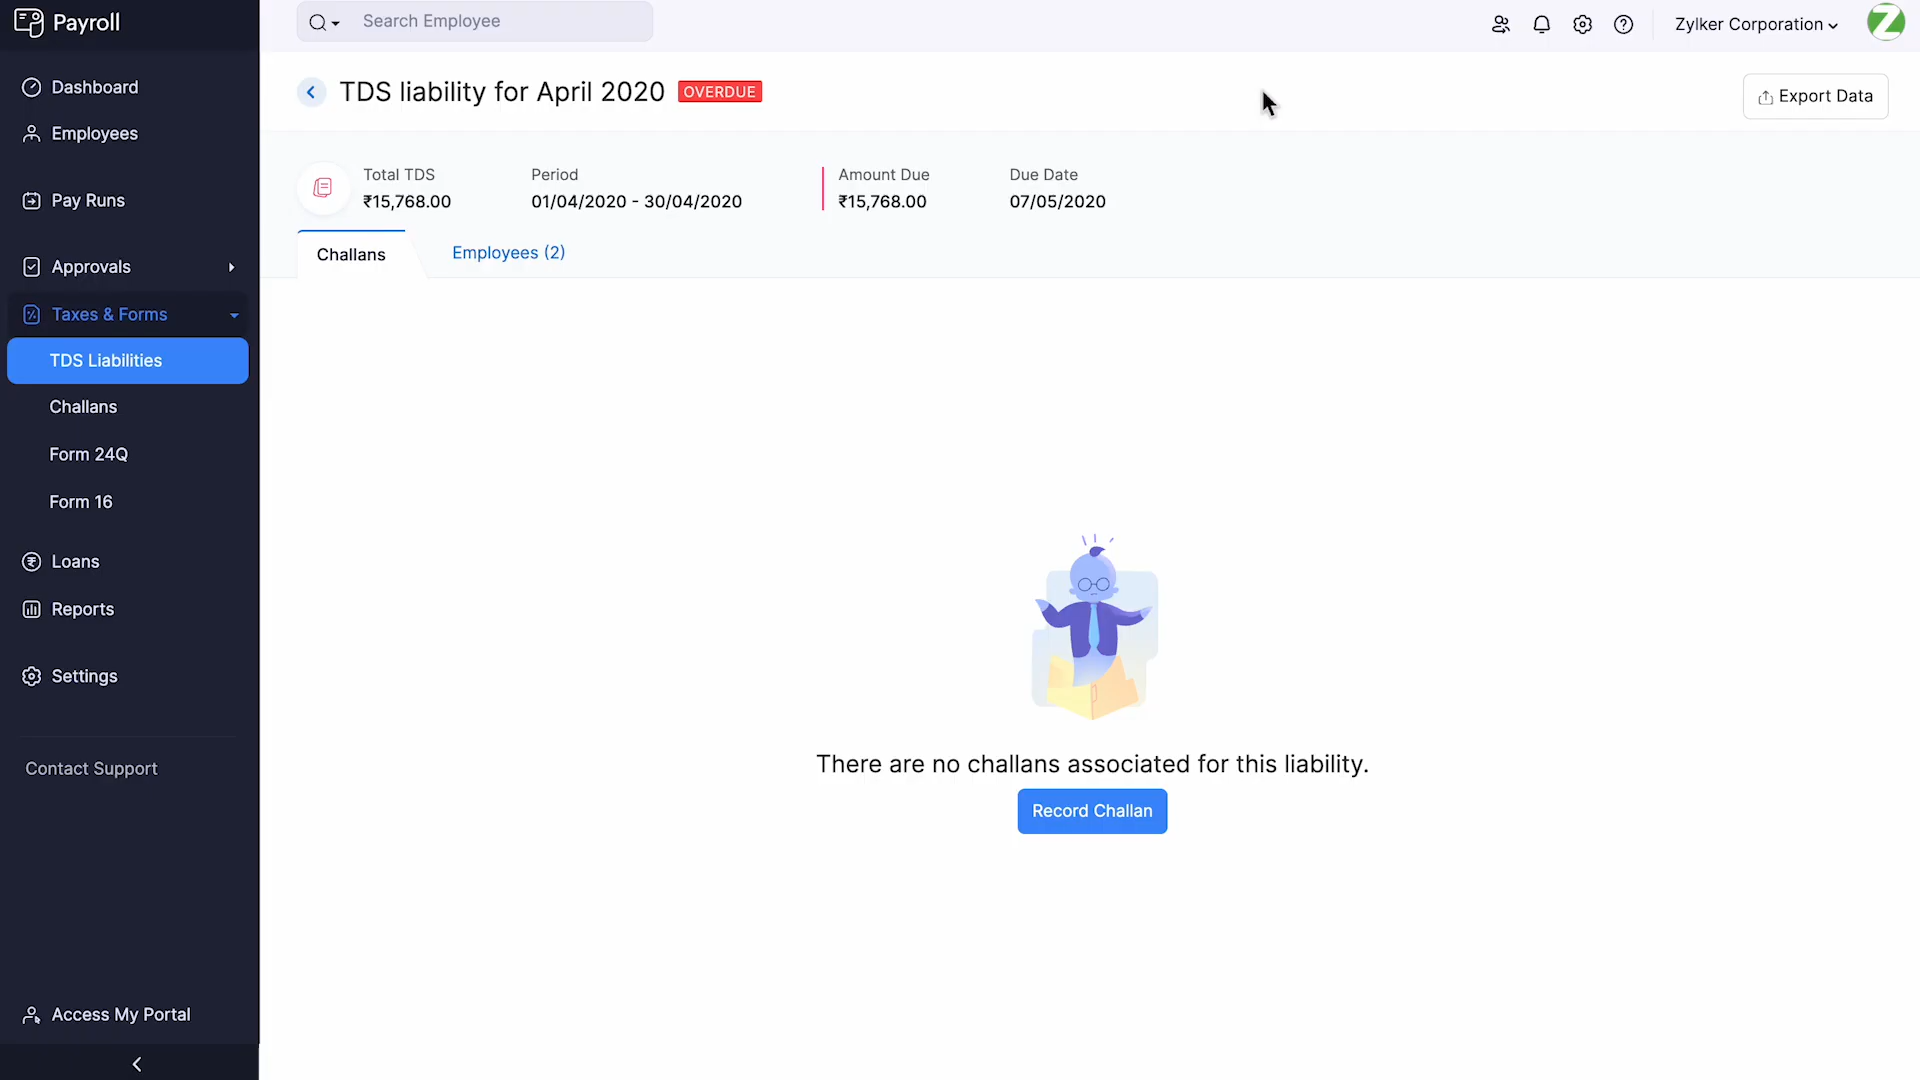 Payroll
Search Employee
Zylker Corporation
Z
Dashboard
Employees
Pay Runs
Approvals
Taxes & Forms
TDS Liabilities
Challans
Form 24Q
Form 16
Loans
Reports
Settings
Contact Support
Access My Portal
TDS liability for April 2020 OVERDUE
Export Data
Total TDS
₹15,768.00
Period
01/04/2020 - 30/04/2020
Amount Due
₹15,768.00
Due Date
07/05/2020
Challans
Employees (2)
There are no challans associated for this liability.
Record Challan